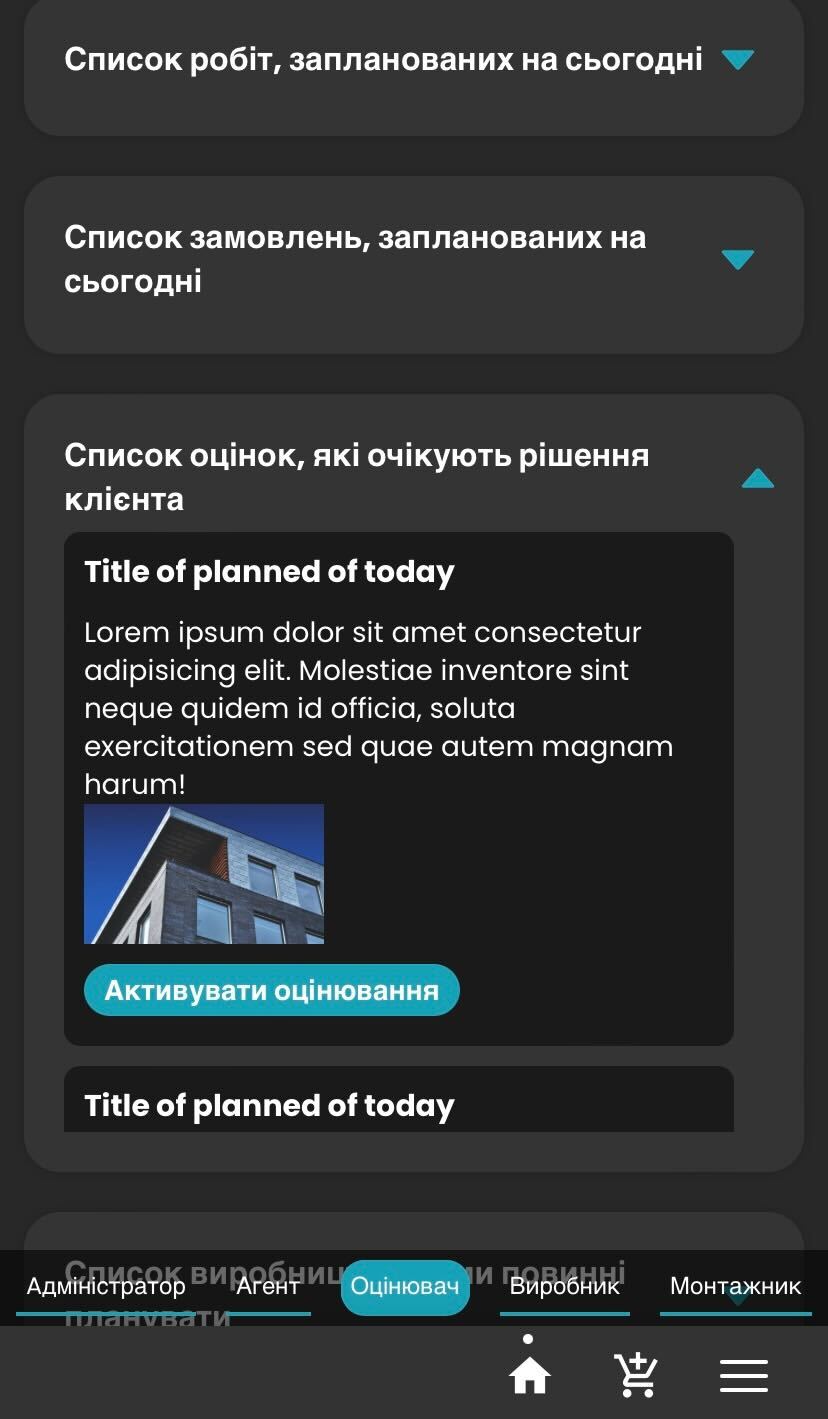 Список робіт, запланованих на сьогодні
Список замовлень, запланованих на
сьогодні
Список оцінок, які очікують рішення
клієнта
Title of planned of today
Lorem ipsum dolor sit amet consectetur
adipisicing elit. Molestiae inventore sint
neque quidem id officia, soluta
exercitationem sed quae autem magnam
harum!
Активувати оцінювання
Title of planned of today
Список повинні
планувати
Адміністратор Агент Оцінювач Виробник Монтажник